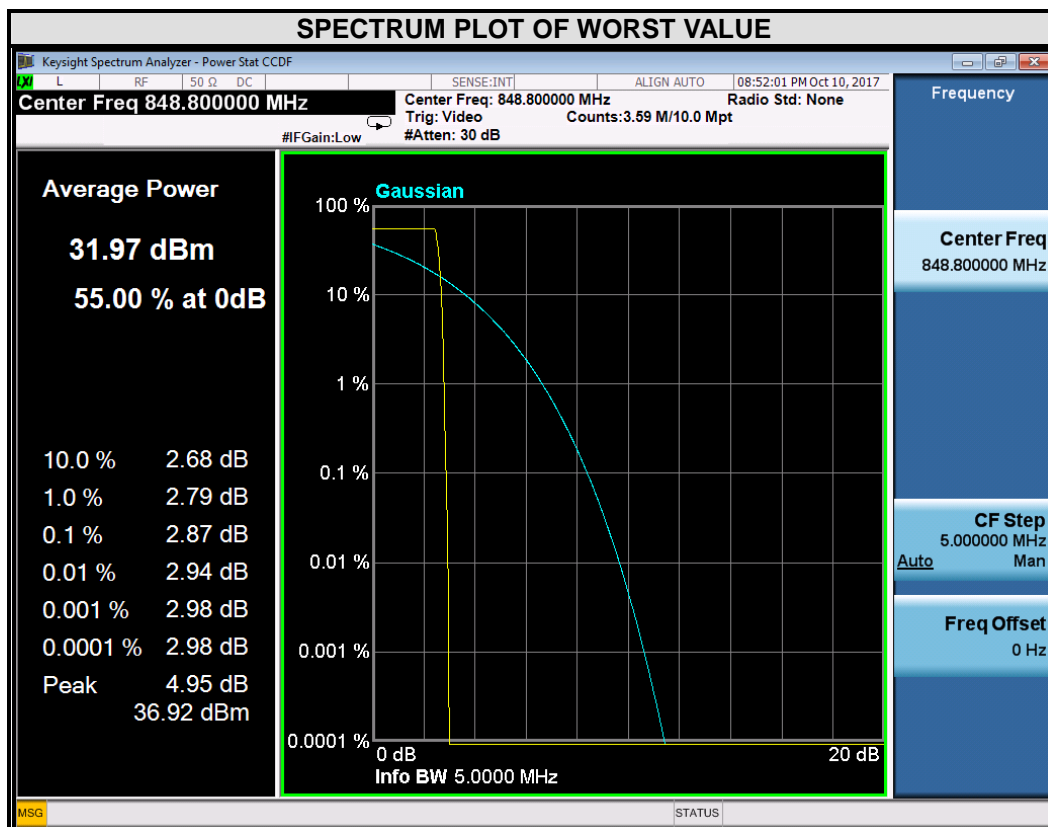 SPECTRUM PLOT OF WORST VALUE
Keysight Spectrum Analyzer - Power Stat CCDF
LXI L RF 50 Ω DC SENSE:INT ALIGN AUTO 08:52:01 PM Oct 10, 2017
Center Freq 848.800000 MHz
Center Freq: 848.800000 MHz Radio Std: None
Trig: Video Counts:3.59 M/10.0 Mpt
#IFGain:Low #Atten: 30 dB
Frequency
Average Power
31.97 dBm
55.00 % at 0dB
10.0 % 2.68 dB
1.0 % 2.79 dB
0.1 % 2.87 dB
0.01 % 2.94 dB
0.001 % 2.98 dB
0.0001 % 2.98 dB
Peak 4.95 dB
36.92 dBm
Gaussian
100 %
10 %
1 %
0.1 %
0.01 %
0.001 %
0.0001 %
0 dB 20 dB
Info BW 5.0000 MHz
Center Freq
848.800000 MHz
CF Step
5.000000 MHz
Auto Man
Freq Offset
0 Hz
MSG STATUS